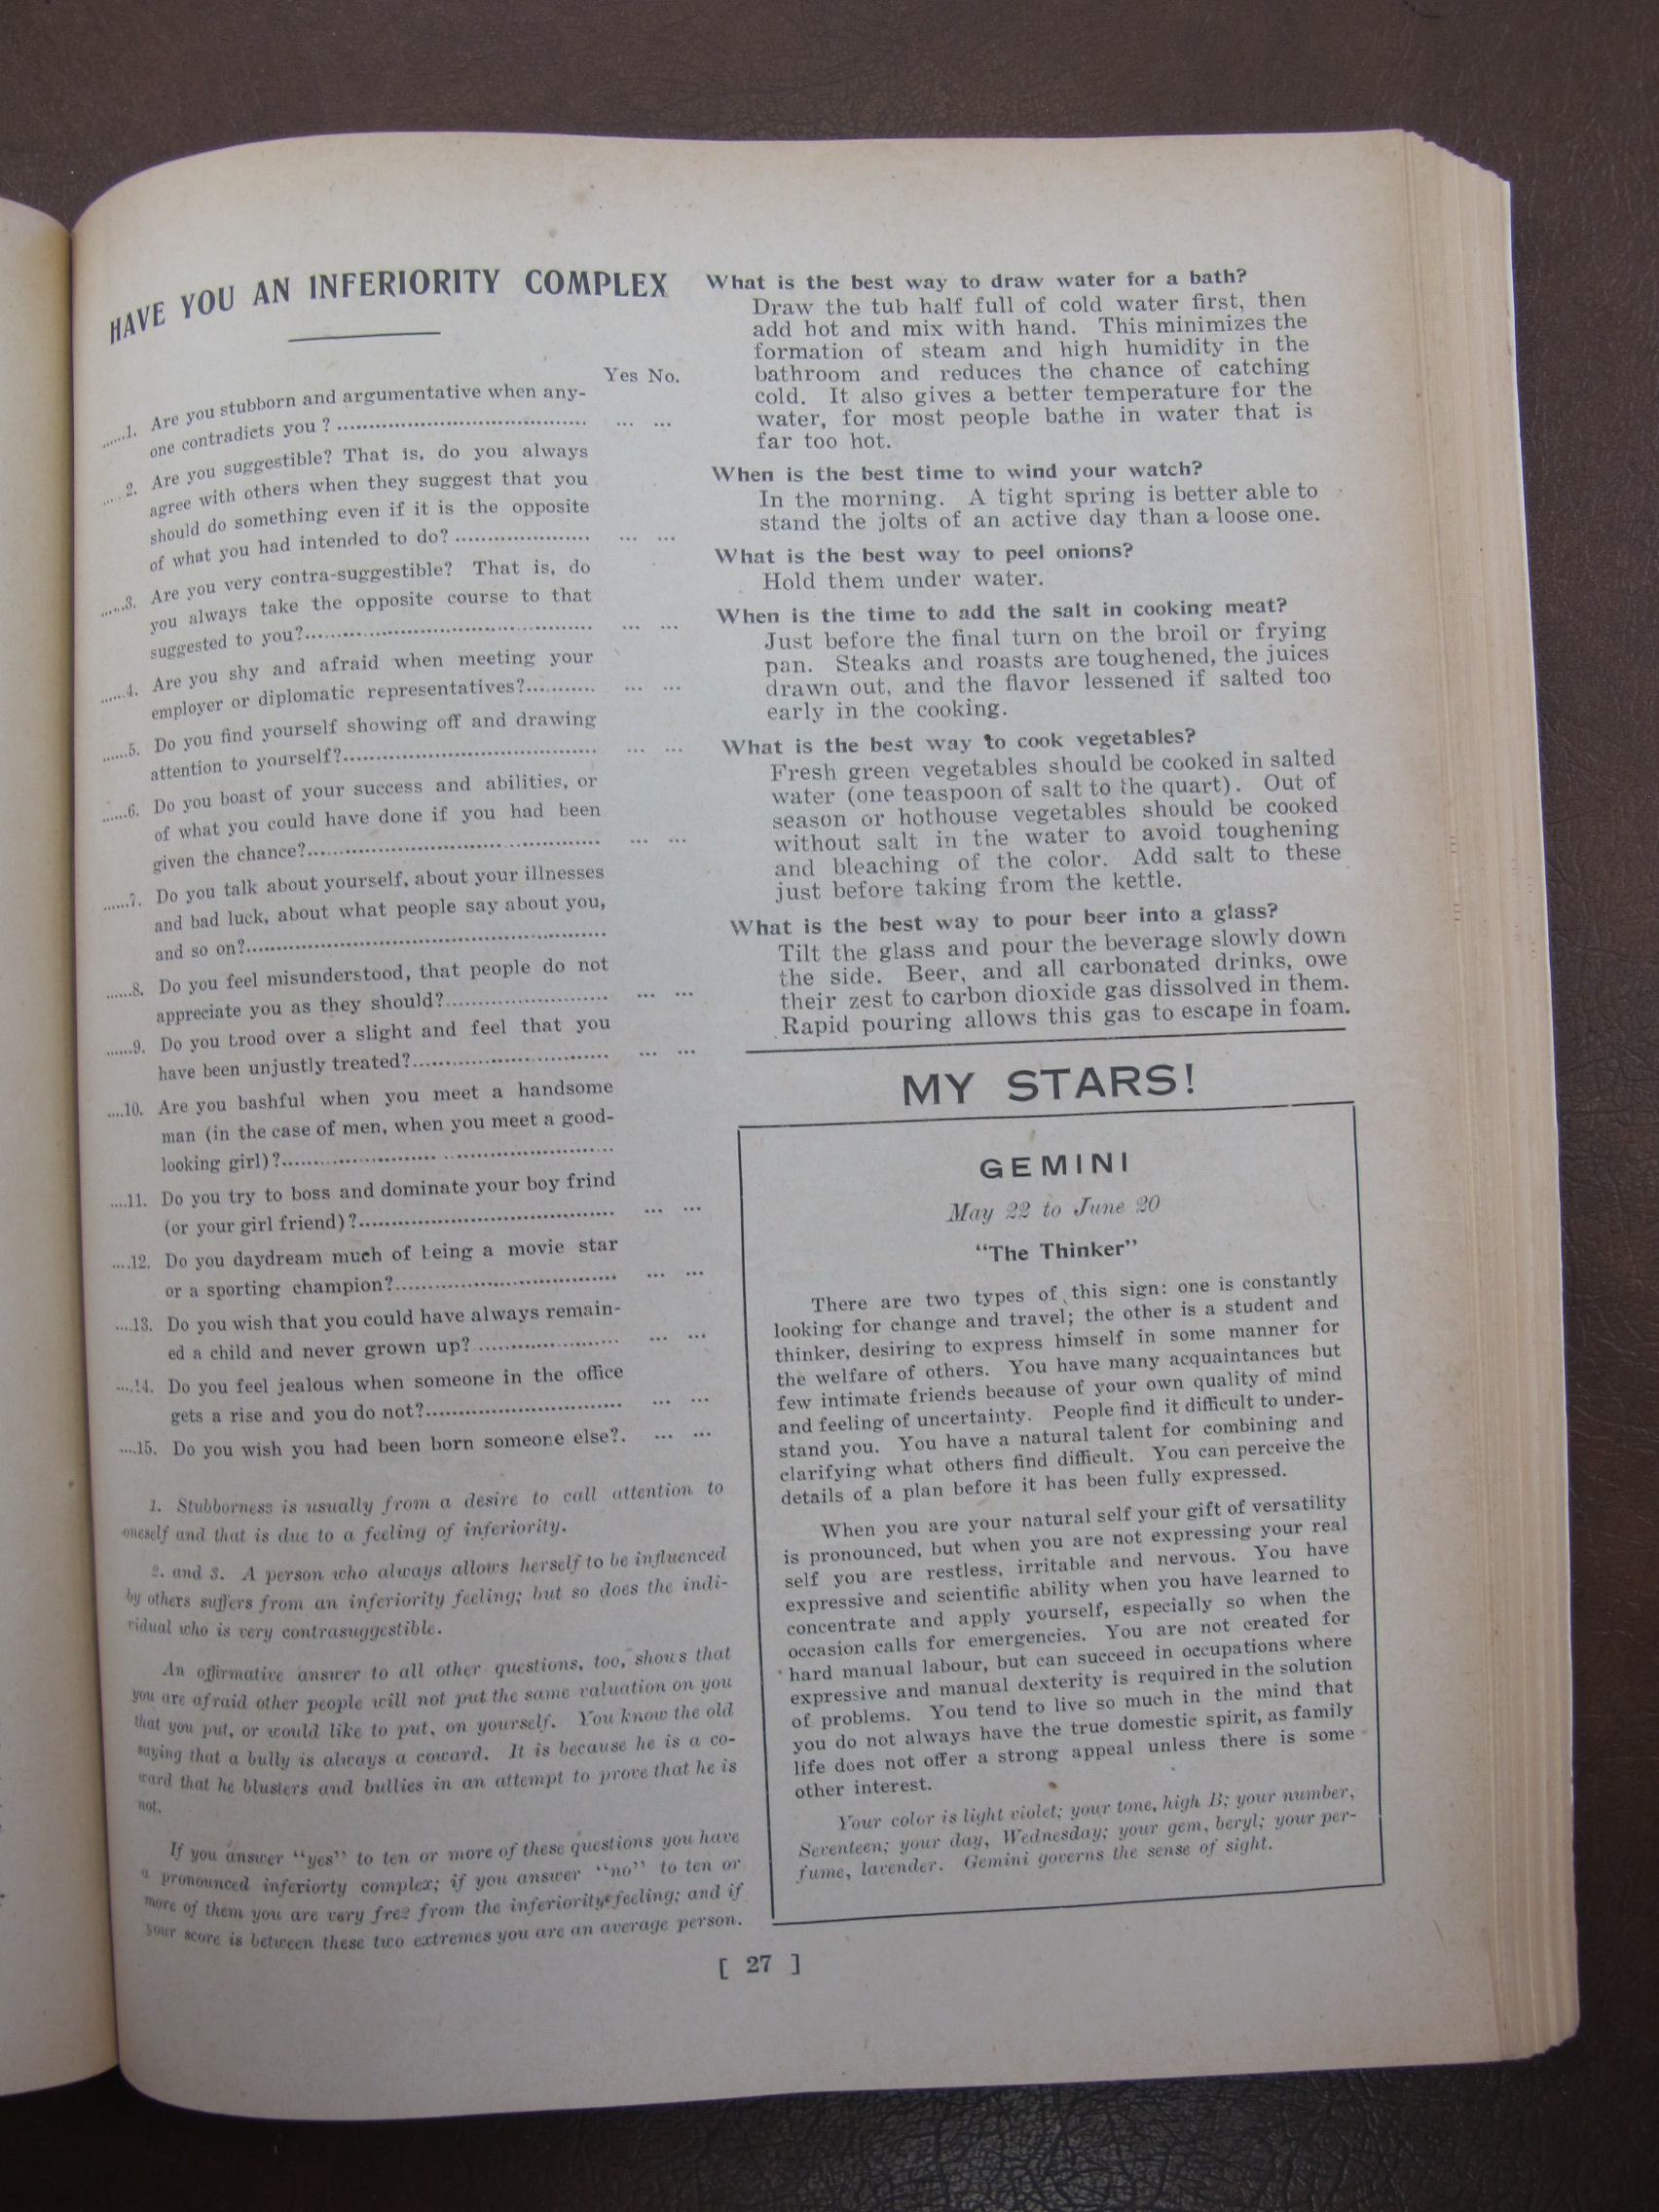 HAVE YOU AN INFERIORITY COMPLEX
Yes No.
......1. Are you stubborn and argumentative when any-
one contradicts you ? ....................................... ... ...
.... 2. Are you suggestible? That is, do you always
agree with others when they suggest that you
should do something even if it is the opposite
of what you had intended to do? ..................... ... ...
......3. Are you very contra-suggestible? That is, do
you always take the opposite course to that
suggested to you?............................................. ... ...
......4. Are you shy and afraid when meeting your
employer or diplomatic representatives?........... ... ...
......5. Do you find yourself showing off and drawing
attention to yourself?........................................ ... ...
......6. Do you boast of your success and abilities, or
of what you could have done if you had been
given the chance?.............................................. ... ...
......7. Do you talk about yourself, about your illnesses
and bad luck, about what people say about you,
and so on?.........................................................
......8. Do you feel misunderstood, that people do not
appreciate you as they should?.......................... ... ...
......9. Do you trood over a slight and feel that you
have been unjustly treated?............................... ... ...
....10. Are you bashful when you meet a handsome
man (in the case of men, when you meet a good-
looking girl)?....................................................
....11. Do you try to boss and dominate your boy frind
(or your girl friend)?......................................... ... ...
....12. Do you daydream much of being a movie star
or a sporting champion?................................... ... ...
....13. Do you wish that you could have always remain-
ed a child and never grown up? ....................... ... ...
....14. Do you feel jealous when someone in the office
gets a rise and you do not?............................... ... ...
....15. Do you wish you had been born someone else?. ... ...
1. Stubborness is usually from a desire to call attention to
oneself and that is due to a feeling of inferiority.
2. and 3. A person who always allows herself to be influenced
by others suffers from an inferiority feeling; but so does the indi-
vidual who is very contrasuggestible.
An affirmative answer to all other questions, too, shows that
you are afraid other people will not put the same valuation on you
that you put, or would like to put, on yourself. You know the old
saying that a bully is always a coward. It is because he is a co-
ward that he blusters and bullies in an attempt to prove that he is
not.
If you answer "yes" to ten or more of these questions you have
a pronounced inferiorty complex; if you answer "no" to ten or
more of them you are very free from the inferiority feeling; and if
your score is between these two extremes you are an average person.
What is the best way to draw water for a bath?
Draw the tub half full of cold water first, then
add hot and mix with hand. This minimizes the
formation of steam and high humidity in the
bathroom and reduces the chance of catching
cold. It also gives a better temperature for the
water, for most people bathe in water that is
far too hot.
When is the best time to wind your watch?
In the morning. A tight spring is better able to
stand the jolts of an active day than a loose one.
What is the best way to peel onions?
Hold them under water.
When is the time to add the salt in cooking meat?
Just before the final turn on the broil or frying
pan. Steaks and roasts are toughened, the juices
drawn out, and the flavor lessened if salted too
early in the cooking.
What is the best way to cook vegetables?
Fresh green vegetables should be cooked in salted
water (one teaspoon of salt to the quart). Out of
season or hothouse vegetables should be cooked
without salt in the water to avoid toughening
and bleaching of the color. Add salt to these
just before taking from the kettle.
What is the best way to pour beer into a glass?
Tilt the glass and pour the beverage slowly down
the side. Beer, and all carbonated drinks, owe
their zest to carbon dioxide gas dissolved in them.
Rapid pouring allows this gas to escape in foam.
MY STARS!
GEMINI
May 22 to June 20
"The Thinker"
There are two types of this sign: one is constantly
looking for change and travel; the other is a student and
thinker, desiring to express himself in some manner for
the welfare of others. You have many acquaintances but
few intimate friends because of your own quality of mind
and feeling of uncertainty. People find it difficult to under-
stand you. You have a natural talent for combining and
clarifying what others find difficult. You can perceive the
details of a plan before it has been fully expressed.
When you are your natural self your gift of versatility
is pronounced, but when you are not expressing your real
self you are restless, irritable and nervous. You have
expressive and scientific ability when you have learned to
concentrate and apply yourself, especially so when the
occasion calls for emergencies. You are not created for
hard manual labour, but can succeed in occupations where
expressive and manual dexterity is required in the solution
of problems. You tend to live so much in the mind that
you do not always have the true domestic spirit, as family
life does not offer a strong appeal unless there is some
other interest.
Your color is light violet; your tone, high B; your number,
Seventeen; your day, Wednesday; your gem, beryl; your per-
fume, lavender. Gemini governs the sense of sight.
[ 27 ]